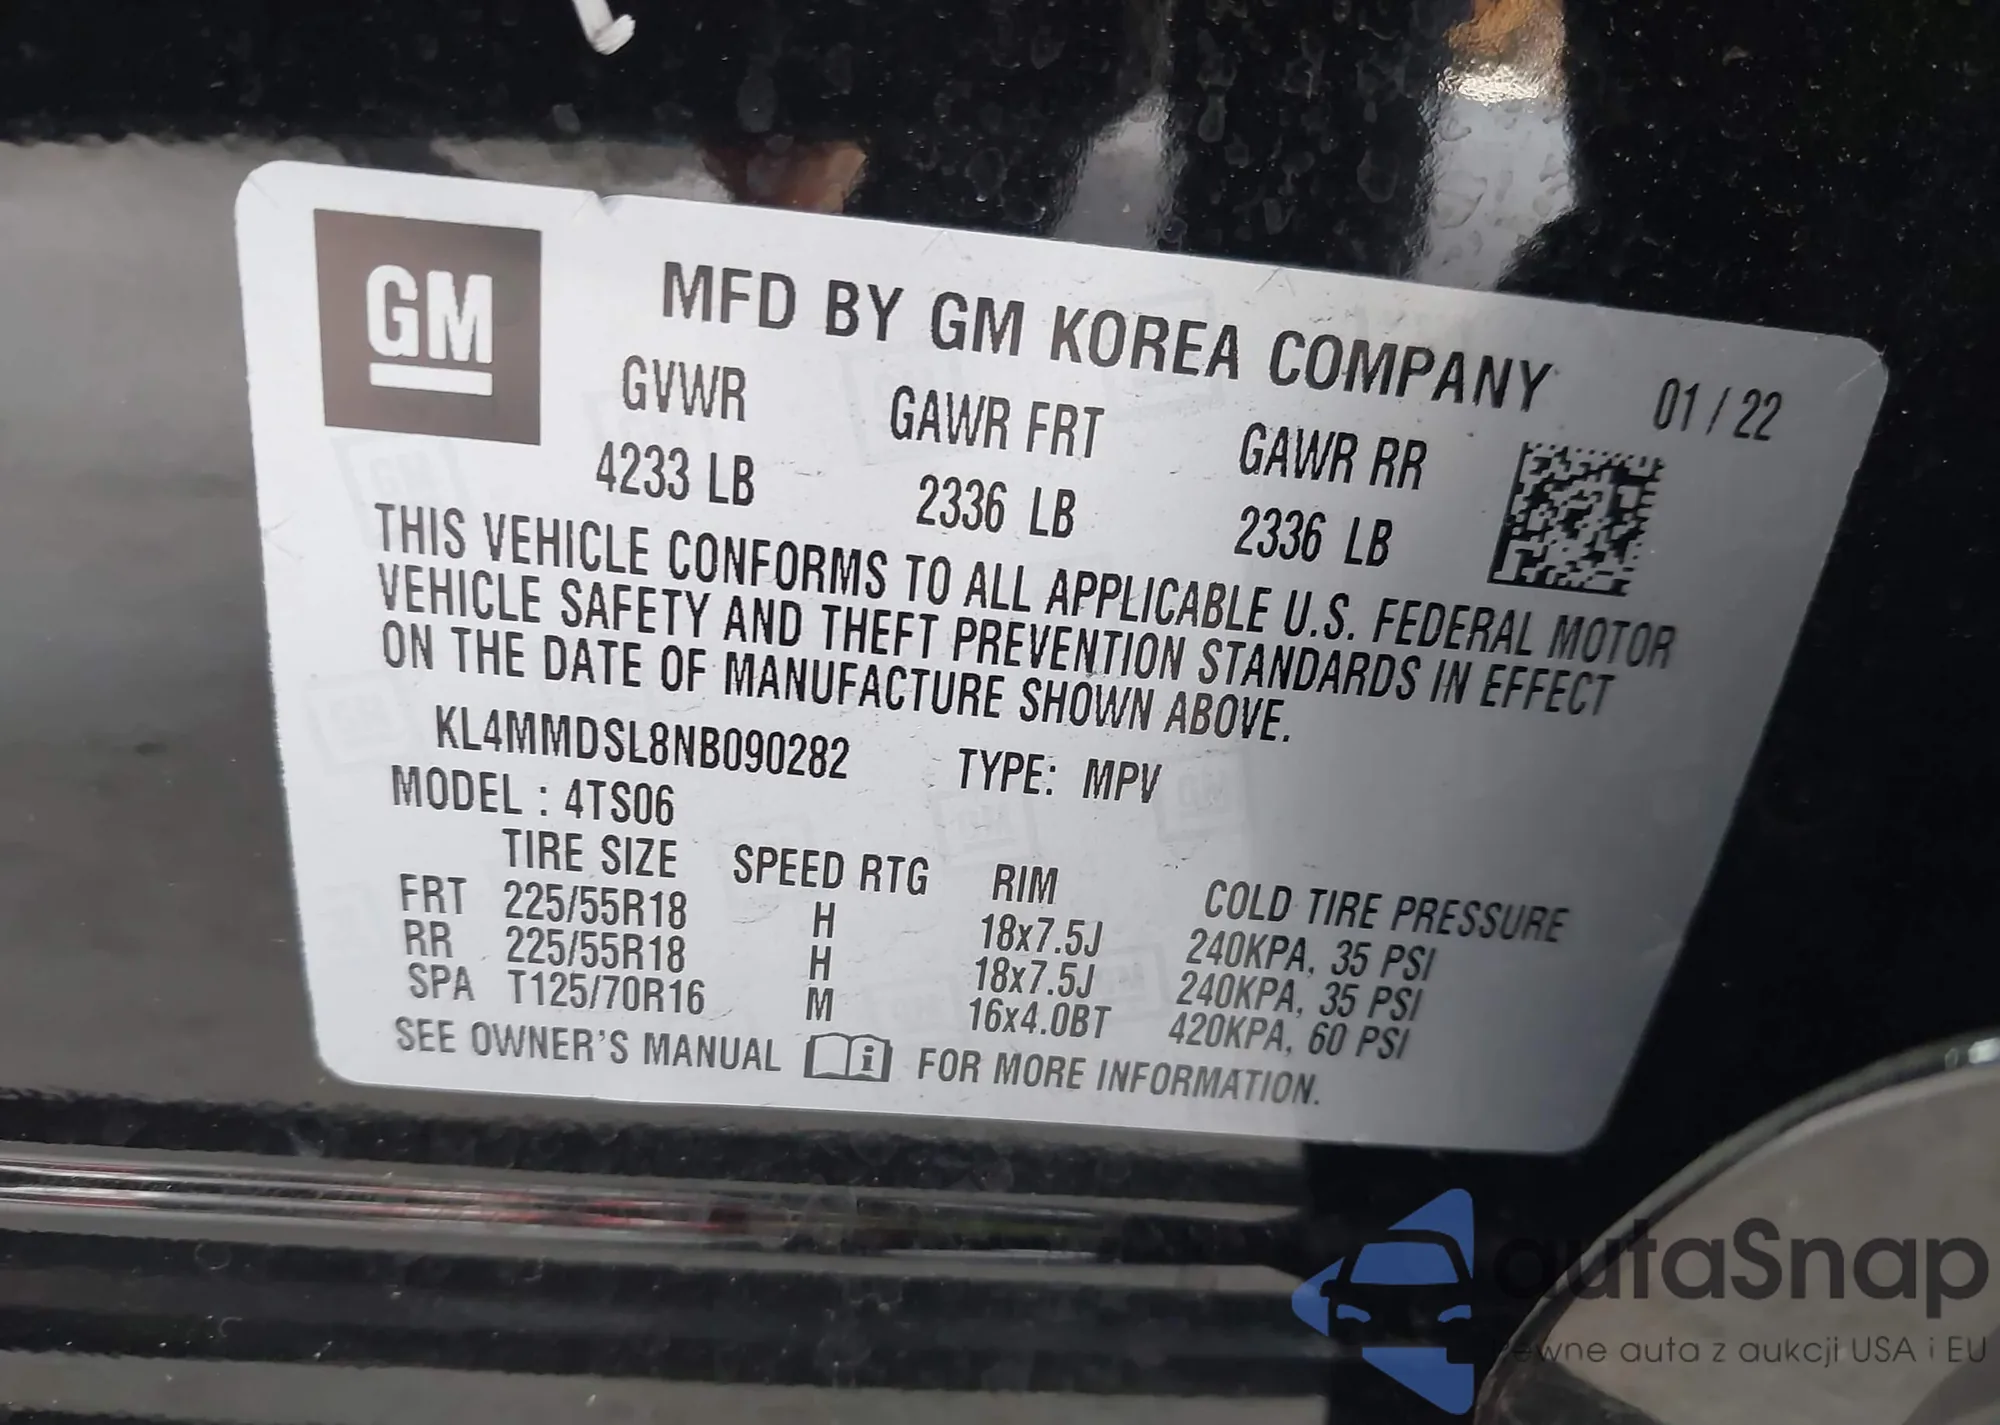 GM
MFD BY GM KOREA COMPANY 01 / 22
GVWR GAWR FRT GAWR RR
4233 LB 2336 LB 2336 LB
THIS VEHICLE CONFORMS TO ALL APPLICABLE U.S. FEDERAL MOTOR
VEHICLE SAFETY AND THEFT PREVENTION STANDARDS IN EFFECT
ON THE DATE OF MANUFACTURE SHOWN ABOVE.
KL4MMDSL8NB090282 TYPE: MPV
MODEL : 4TS06
TIRE SIZE SPEED RTG RIM COLD TIRE PRESSURE
FRT 225/55R18 H 18x7.5J 240KPA, 35 PSI
RR 225/55R18 H 18x7.5J 240KPA, 35 PSI
SPA T125/70R16 M 16x4.0BT 420KPA, 60 PSI
SEE OWNER'S MANUAL i FOR MORE INFORMATION.
autaSnap
Pewne auta z aukcji USA i EU